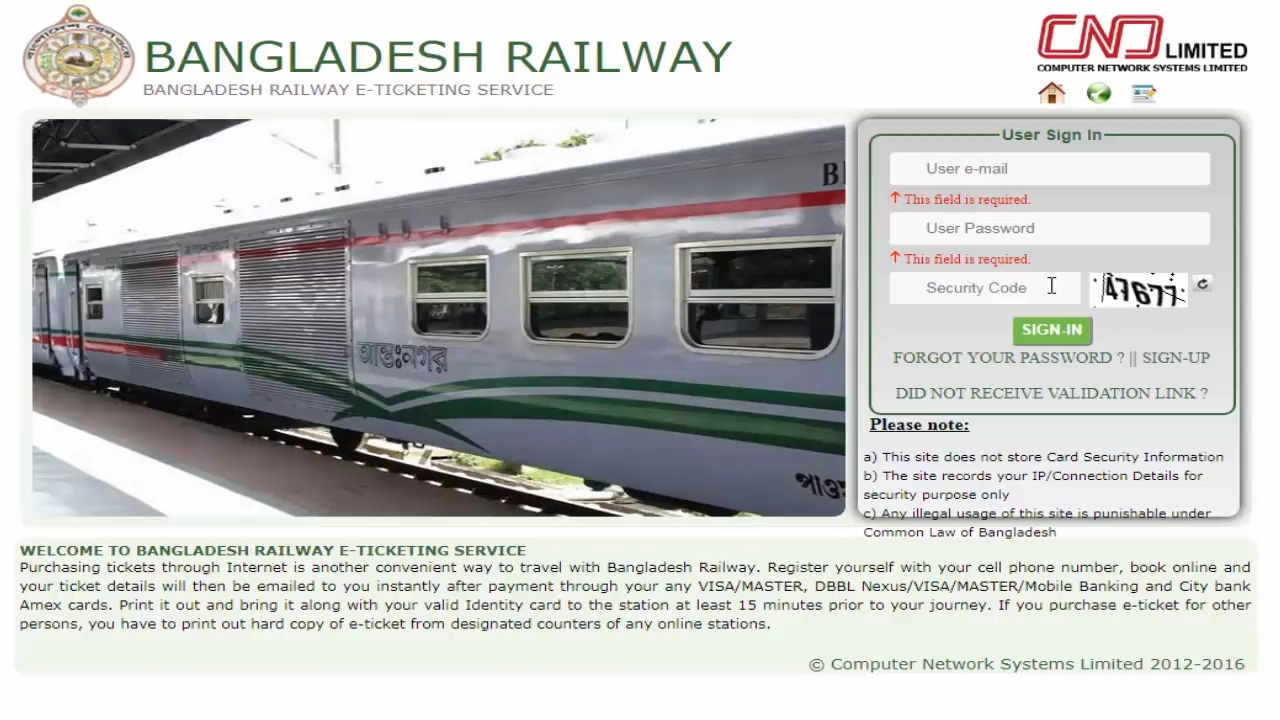 BANGLADESH RAILWAY
BANGLADESH RAILWAY E-TICKETING SERVICE
CNS LIMITED
COMPUTER NETWORK SYSTEMS LIMITED
User Sign In
User e-mail
This field is required.
User Password
This field is required.
Security Code
47677
SIGN-IN
FORGOT YOUR PASSWORD ? || SIGN-UP
DID NOT RECEIVE VALIDATION LINK ?
Please note:
a) This site does not store Card Security Information
b) The site records your IP/Connection Details for
security purpose only
c) Any illegal usage of this site is punishable under
Common Law of Bangladesh
আন্তঃনগর
WELCOME TO BANGLADESH RAILWAY E-TICKETING SERVICE
Purchasing tickets through Internet is another convenient way to travel with Bangladesh Railway. Register yourself with your cell phone number, book online and
your ticket details will then be emailed to you instantly after payment through your any VISA/MASTER, DBBL Nexus/VISA/MASTER/Mobile Banking and City bank
Amex cards. Print it out and bring it along with your valid Identity card to the station at least 15 minutes prior to your journey. If you purchase e-ticket for other
persons, you have to print out hard copy of e-ticket from designated counters of any online stations.
© Computer Network Systems Limited 2012-2016